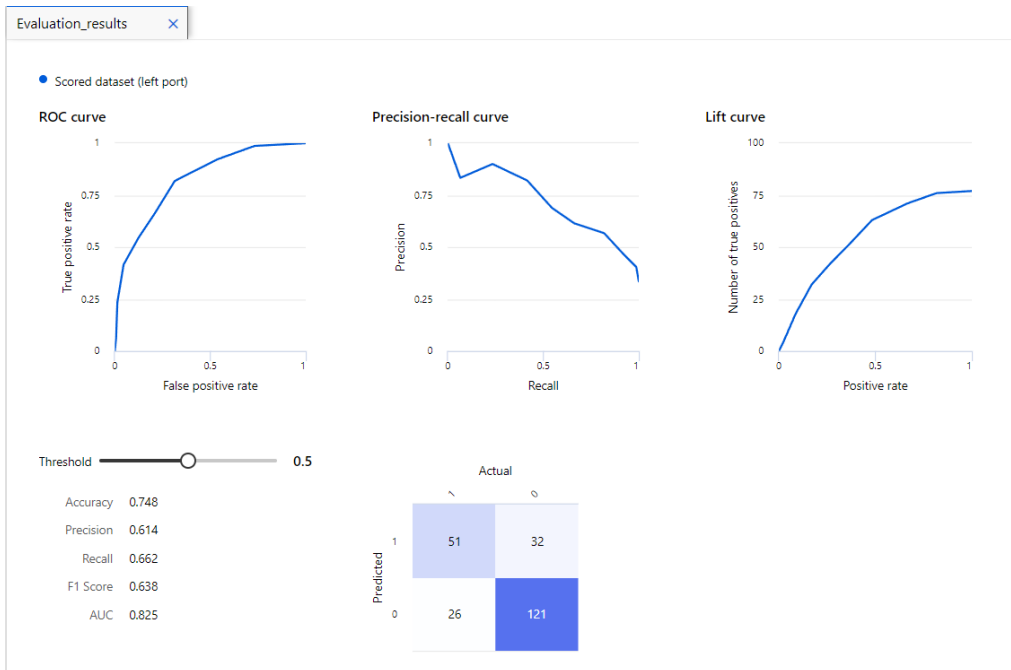 Evaluation_results ×
Scored dataset (left port)
ROC curve
1
0.75
0.5
0.25
0
True positive rate
0
0.5
1
False positive rate
Precision-recall curve
1
0.75
0.5
0.25
0
Precision
0
0.5
1
Recall
Lift curve
100
75
50
25
0
Number of true positives
0
0.5
1
Positive rate
Threshold 0.5
Accuracy 0.748
Precision 0.614
Recall 0.662
F1 Score 0.638
AUC 0.825
Actual
1 0
Predicted
1 51 32
0 26 121